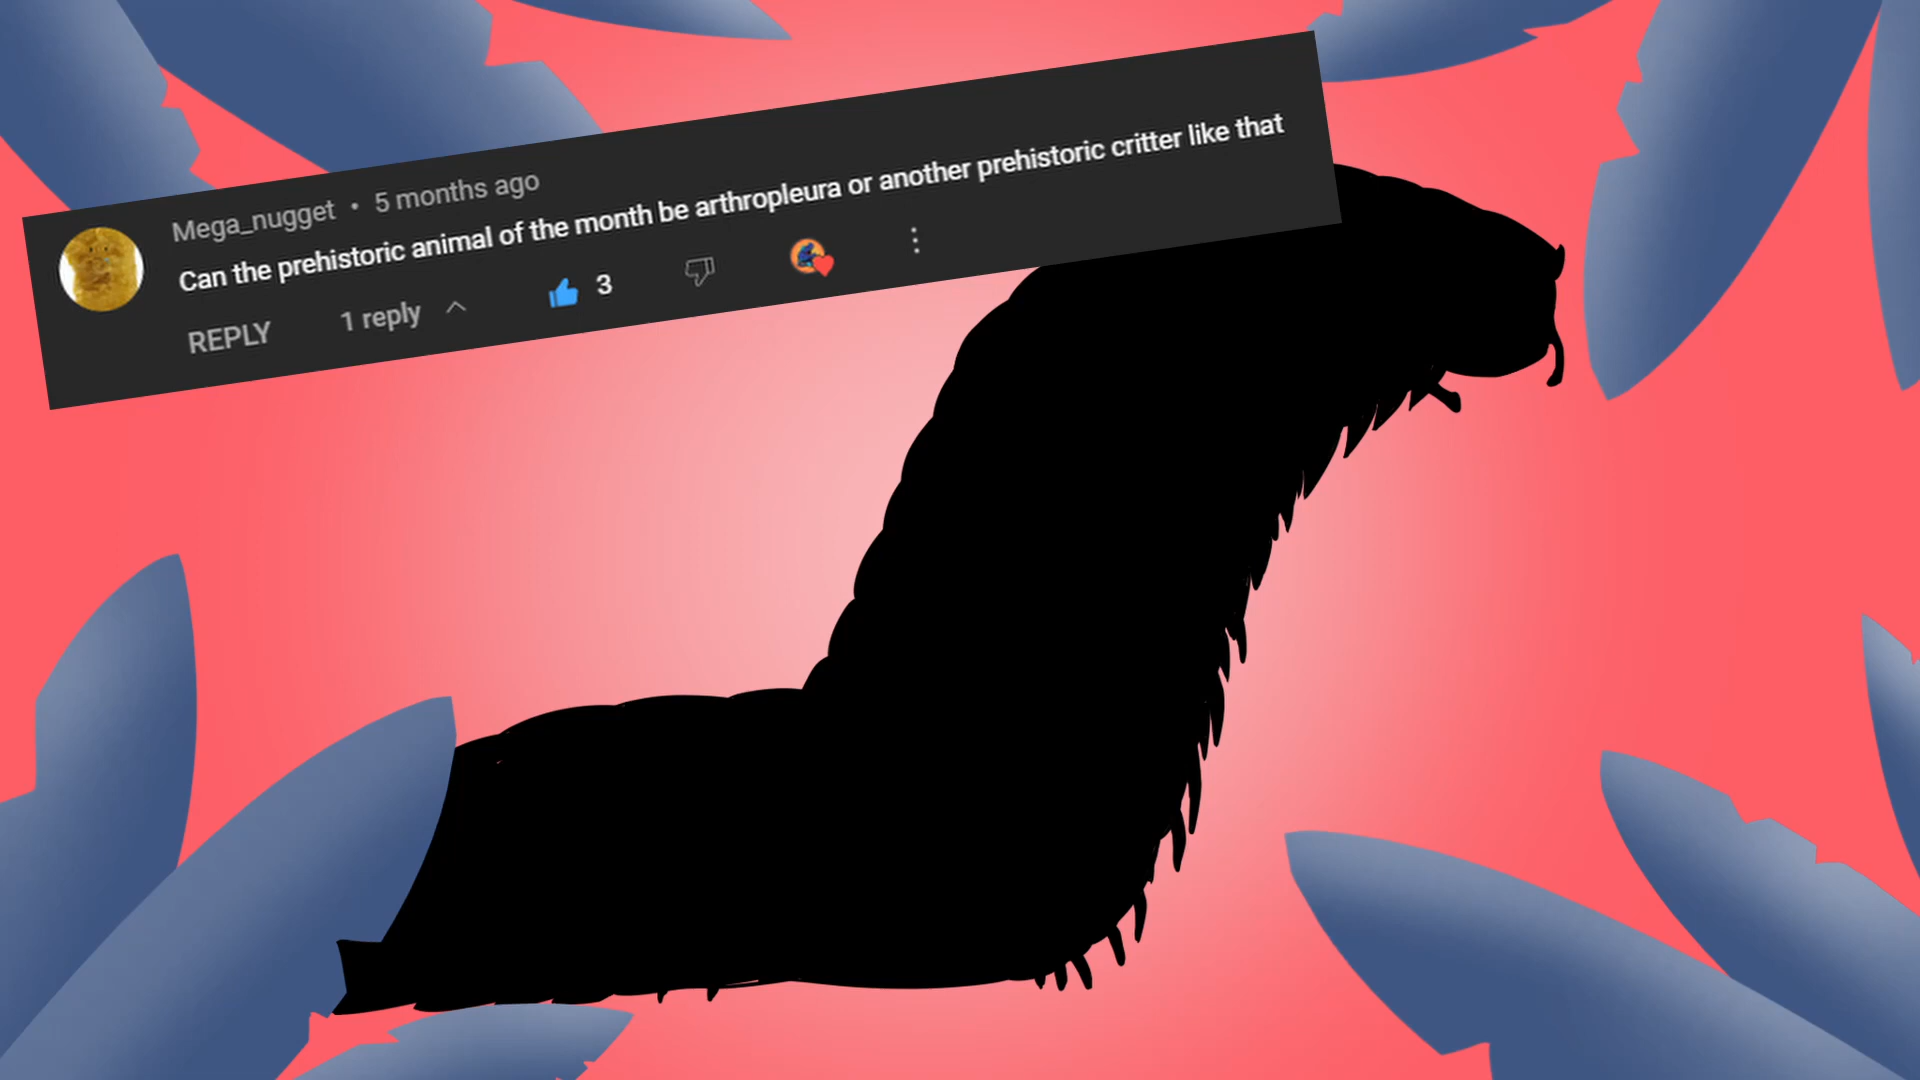 Mega_nugget • 5 months ago
Can the prehistoric animal of the month be arthropleura or another prehistoric critter like that
REPLY 1 reply 3